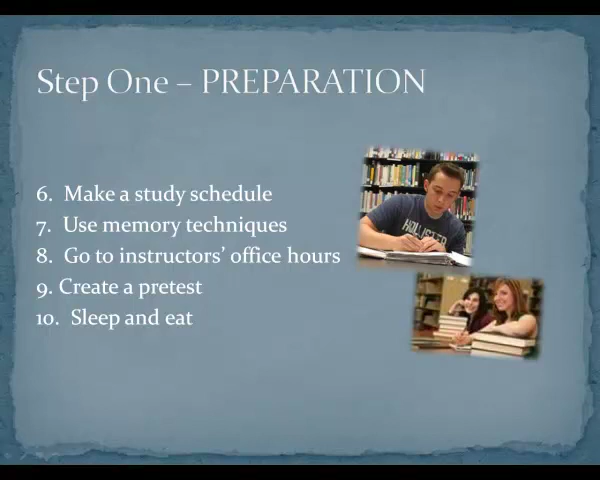 Step One – PREPARATION
6. Make a study schedule
7. Use memory techniques
8. Go to instructors' office hours
9. Create a pretest
10. Sleep and eat
HOLLISTER